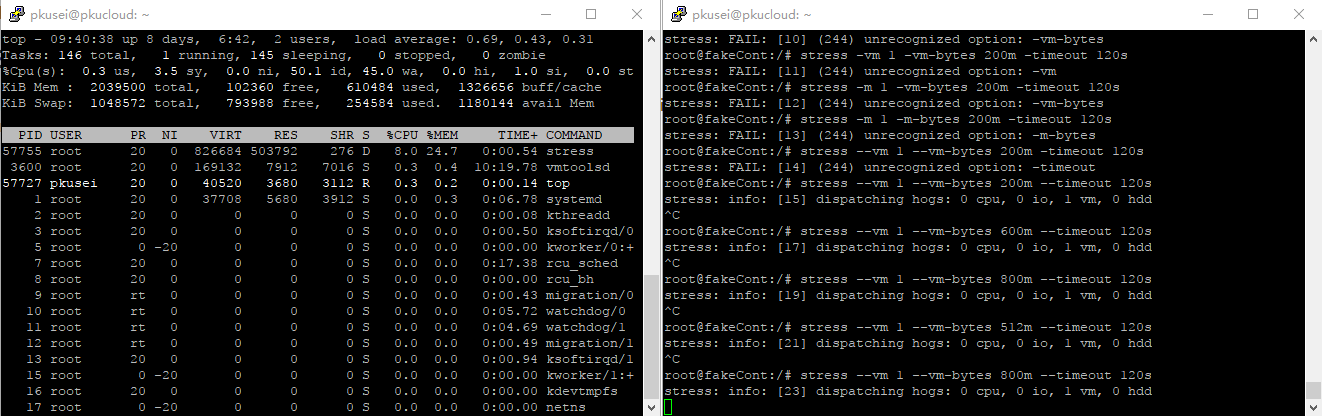 pkusei@pkucloud: ~
top - 09:40:38 up 8 days,  6:42,  2 users,  load average: 0.69, 0.43, 0.31
Tasks: 146 total,   1 running, 145 sleeping,   0 stopped,   0 zombie
%Cpu(s):  0.3 us,  3.5 sy,  0.0 ni, 50.1 id, 45.0 wa,  0.0 hi,  1.0 si,  0.0 st
KiB Mem :  2039500 total,   102360 free,   610484 used,  1326656 buff/cache
KiB Swap:  1048572 total,   793988 free,   254584 used.  1180144 avail Mem
PID USER      PR  NI    VIRT    RES    SHR S  %CPU %MEM     TIME+ COMMAND
57755 root      20   0  826684 503792    276 D   8.0 24.7   0:00.54 stress
3600 root      20   0  169132   7912   7016 S   0.3  0.4  10:19.78 vmtoolsd
57727 pkusei    20   0   40520   3680   3112 R   0.3  0.2   0:00.14 top
1 root      20   0   37708   5680   3912 S   0.0  0.3   0:06.78 systemd
2 root      20   0       0      0      0 S   0.0  0.0   0:00.08 kthreadd
3 root      20   0       0      0      0 S   0.0  0.0   0:00.50 ksoftirqd/0
5 root       0 -20       0      0      0 S   0.0  0.0   0:00.00 kworker/0:+
7 root      20   0       0      0      0 S   0.0  0.0   0:17.38 rcu_sched
8 root      20   0       0      0      0 S   0.0  0.0   0:00.00 rcu_bh
9 root      rt   0       0      0      0 S   0.0  0.0   0:00.43 migration/0
10 root      rt   0       0      0      0 S   0.0  0.0   0:05.72 watchdog/0
11 root      rt   0       0      0      0 S   0.0  0.0   0:04.69 watchdog/1
12 root      rt   0       0      0      0 S   0.0  0.0   0:00.49 migration/1
13 root      20   0       0      0      0 S   0.0  0.0   0:00.94 ksoftirqd/1
15 root       0 -20       0      0      0 S   0.0  0.0   0:00.00 kworker/1:+
16 root      20   0       0      0      0 S   0.0  0.0   0:00.00 kdevtmpfs
17 root       0 -20       0      0      0 S   0.0  0.0   0:00.00 netns
pkusei@pkucloud: ~
stress: FAIL: [10] (244) unrecognized option: -vm-bytes
root@fakeCont:/# stress -vm 1 -vm-bytes 200m -timeout 120s
stress: FAIL: [11] (244) unrecognized option: -vm
root@fakeCont:/# stress -m 1 -vm-bytes 200m -timeout 120s
stress: FAIL: [12] (244) unrecognized option: -vm-bytes
root@fakeCont:/# stress -m 1 -m-bytes 200m -timeout 120s
stress: FAIL: [13] (244) unrecognized option: -m-bytes
root@fakeCont:/# stress --vm 1 --vm-bytes 200m -timeout 120s
stress: FAIL: [14] (244) unrecognized option: -timeout
root@fakeCont:/# stress --vm 1 --vm-bytes 200m --timeout 120s
stress: info: [15] dispatching hogs: 0 cpu, 0 io, 1 vm, 0 hdd
^C
root@fakeCont:/# stress --vm 1 --vm-bytes 600m --timeout 120s
stress: info: [17] dispatching hogs: 0 cpu, 0 io, 1 vm, 0 hdd
^C
root@fakeCont:/# stress --vm 1 --vm-bytes 800m --timeout 120s
stress: info: [19] dispatching hogs: 0 cpu, 0 io, 1 vm, 0 hdd
^C
root@fakeCont:/# stress --vm 1 --vm-bytes 512m --timeout 120s
stress: info: [21] dispatching hogs: 0 cpu, 0 io, 1 vm, 0 hdd
^C
root@fakeCont:/# stress --vm 1 --vm-bytes 800m --timeout 120s
stress: info: [23] dispatching hogs: 0 cpu, 0 io, 1 vm, 0 hdd